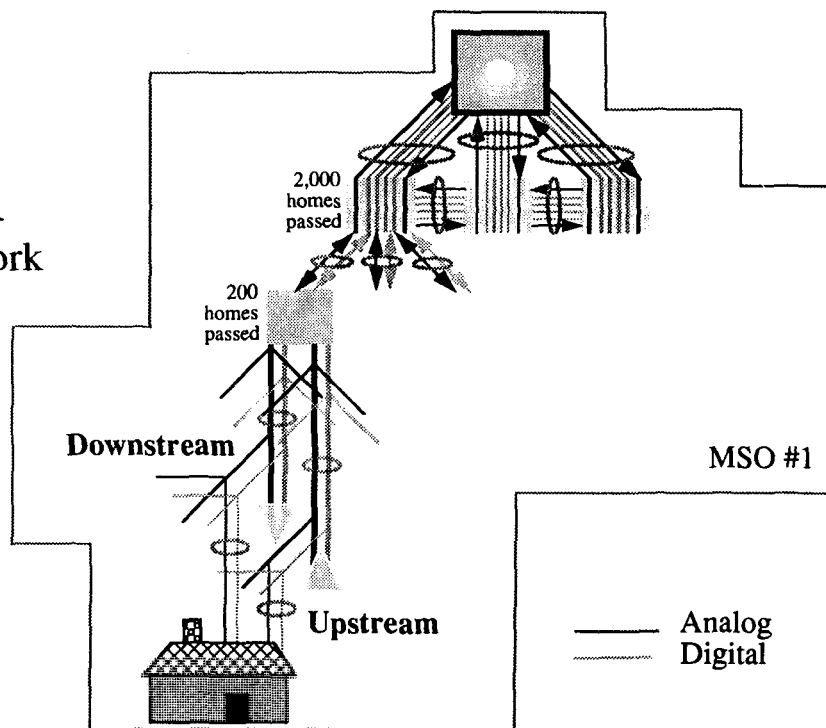 2,000
homes
passed
ork
200
homes
passed
Downstream
MSO #1
Upstream
Analog
Digital